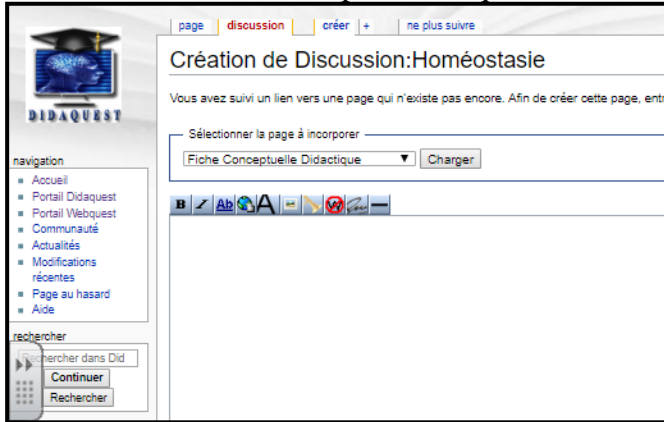 page discussion créer + ne plus suivre
Création de Discussion:Homéostasie
Vous avez suivi un lien vers une page qui n'existe pas encore. Afin de créer cette page, entr
DIDAQUEST
Sélectionner la page à incorporer
Fiche Conceptuelle Didactique ▼ Charger
B I Ab A W
navigation
Accueil
Portail Didaquest
Portail Webquest
Communauté
Actualités
Modifications
récentes
Page au hasard
Aide
rechercher
Rechercher dans Did
Continuer
Rechercher